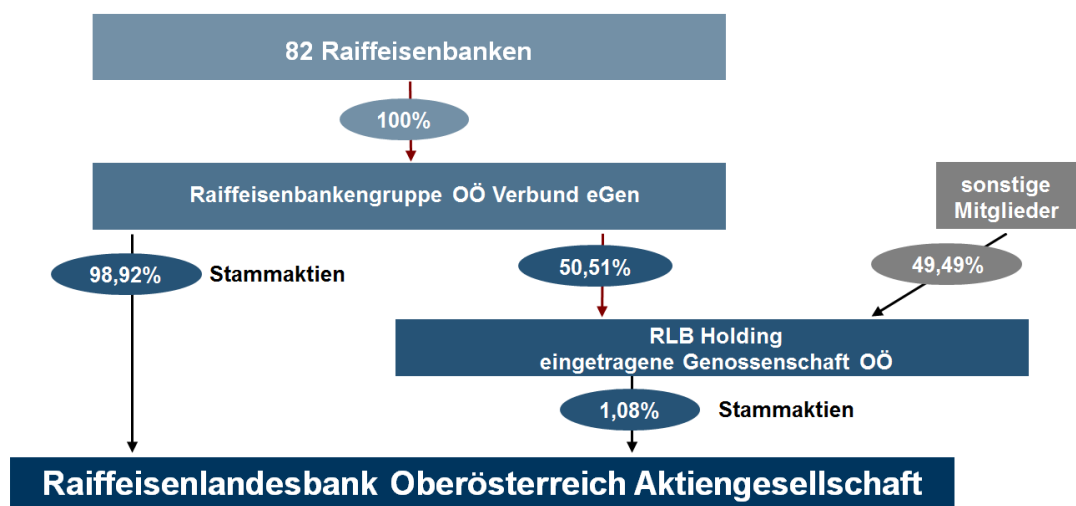 82 Raiffeisenbanken
100%
Raiffeisenbankengruppe OÖ Verbund eGen
sonstige
Mitglieder
98,92%
Stammaktien
50,51%
49,49%
RLB Holding
eingetragene Genossenschaft OÖ
1,08%
Stammaktien
Raiffeisenlandesbank Oberösterreich Aktiengesellschaft